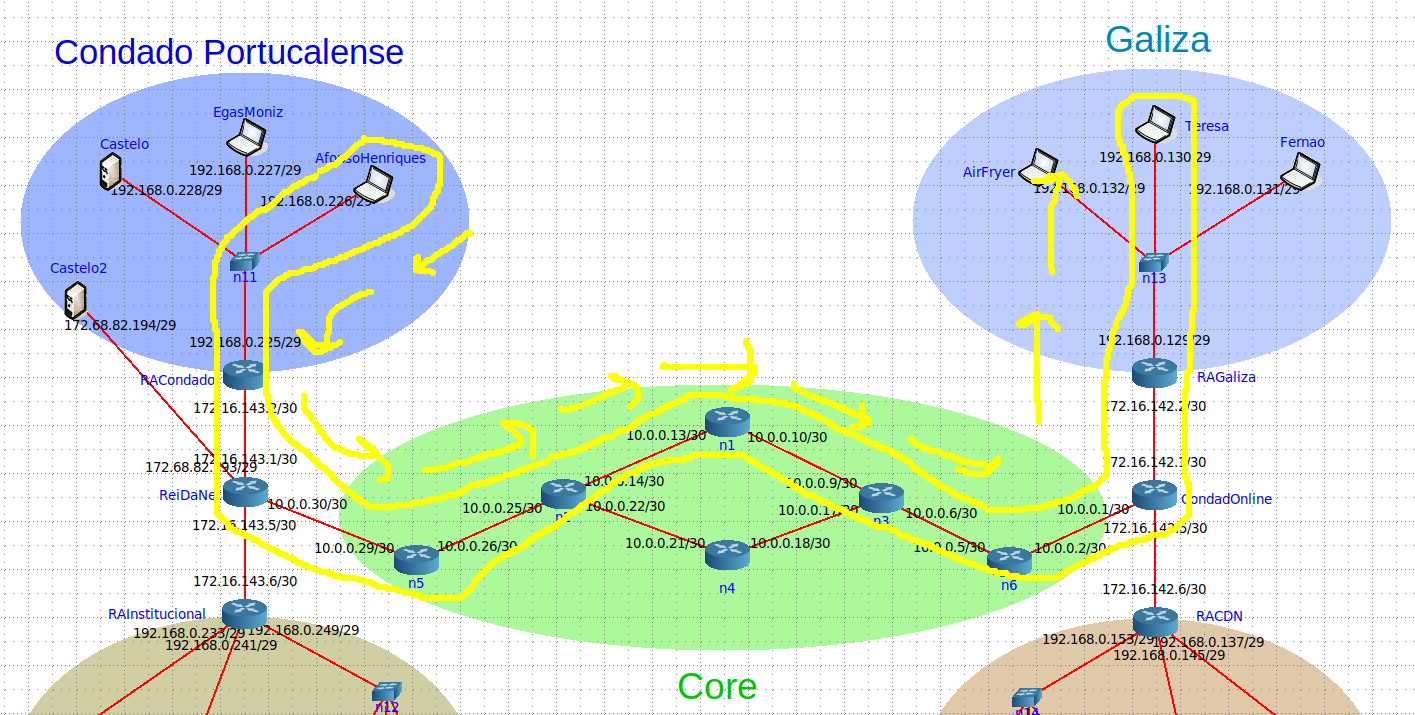 Condado Portucalense
Galiza
EgasMoniz
Castelo
AfonsoHenriques
192.168.0.227/29
192.168.0.228/29
192.168.0.226/29
n11
Castelo2
172.68.82.194/29
192.168.0.225/29
RACondado
172.16.143.2/30
172.16.143.1/30
172.68.82.193/29
ReiDaNet
10.0.0.30/30
172.16.143.5/30
10.0.0.29/30
10.0.0.26/30
n5
10.0.0.25/30
n2
10.0.0.14/30
10.0.0.22/30
10.0.0.13/30
10.0.0.10/30
n1
10.0.0.21/30
10.0.0.18/30
n4
10.0.0.9/30
10.0.0.17/30
n3
10.0.0.6/30
10.0.0.5/30
10.0.0.2/30
n6
10.0.0.1/30
Core
172.16.143.6/30
RAInstitucional
192.168.0.233/29
192.168.0.249/29
192.168.0.241/29
n12
Teresa
Fernao
AirFryer
192.168.0.130/29
192.168.0.132/29
192.168.0.131/29
n13
192.168.0.129/29
RAGaliza
172.16.142.2/30
172.16.142.1/30
CondadOnline
172.16.142.5/30
172.16.142.6/30
RACDN
192.168.0.153/29
192.168.0.137/29
192.168.0.145/29
n14